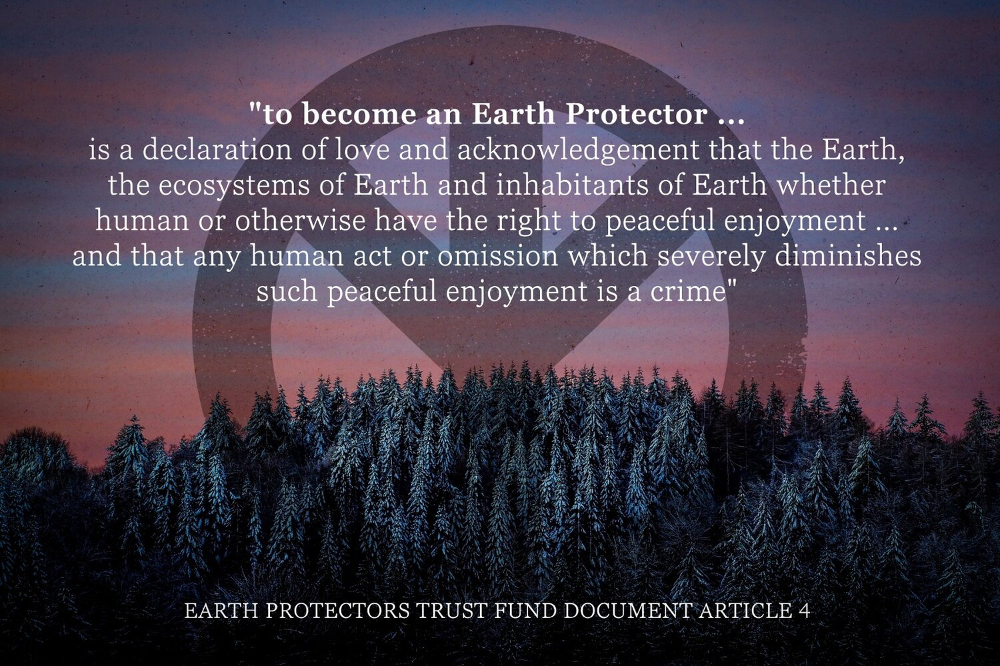 "to become an Earth Protector ...
is a declaration of love and acknowledgement that the Earth,
the ecosystems of Earth and inhabitants of Earth whether
human or otherwise have the right to peaceful enjoyment ...
and that any human act or omission which severely diminishes
such peaceful enjoyment is a crime"
EARTH PROTECTORS TRUST FUND DOCUMENT ARTICLE 4